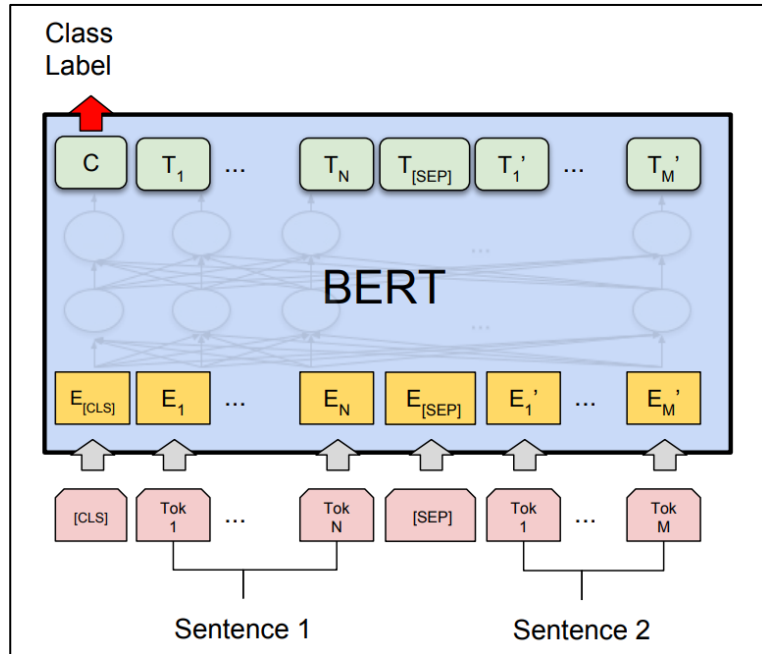 Class
Label
C T1 ... TN T[SEP] T1' ... TM'
...
BERT
...
E[CLS] E1 ... EN E[SEP] E1' ... EM'
[CLS] Tok 1 ... Tok N [SEP] Tok 1 ... Tok M
Sentence 1 Sentence 2